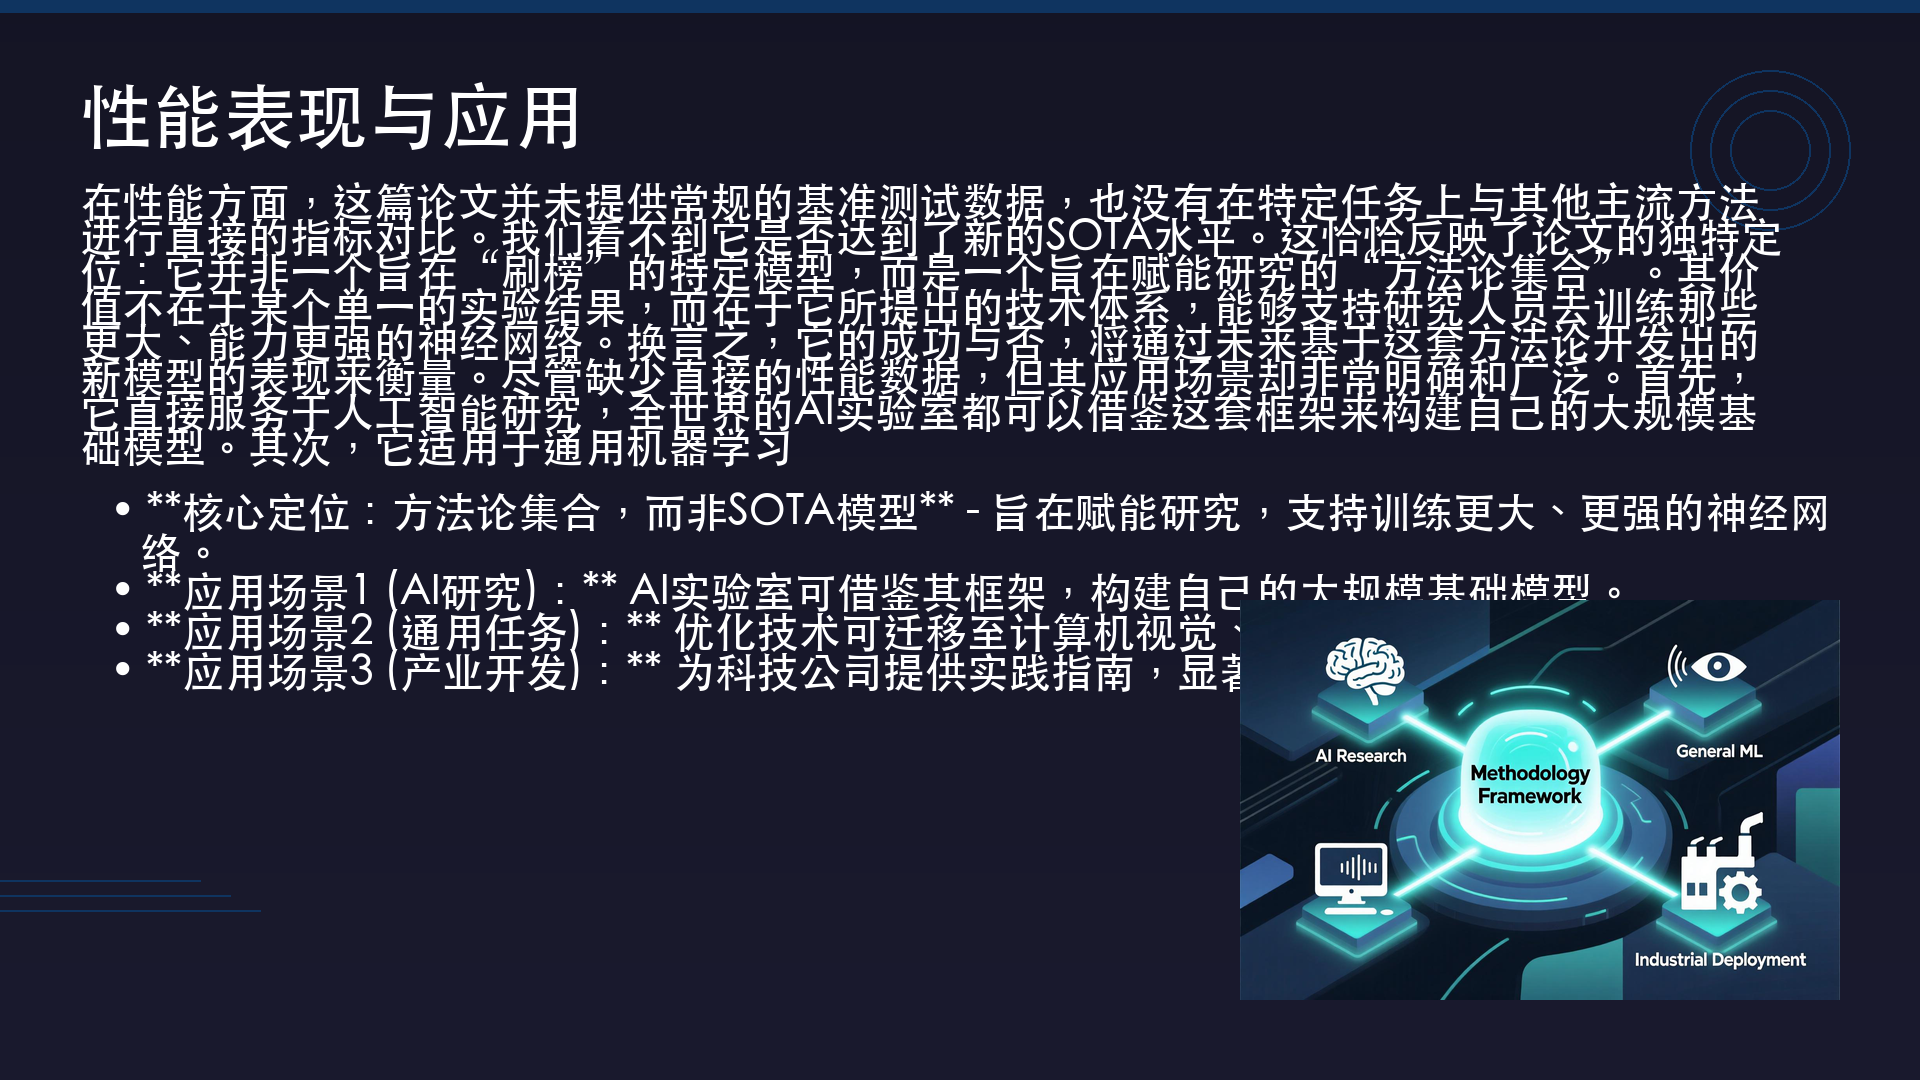 性能表现与应用
在性能方面，这篇论文并未提供常规的基准测试数据，也没有在特定任务上与其他主流方法
进行直接的指标对比。我们看不到它是否达到了新的SOTA水平。这恰恰反映了论文的独特定
位：它并非一个旨在“刷榜”的特定模型，而是一个旨在赋能研究的“方法论集合”。其价
值不在于某个单一的实验结果，而在于它所提出的技术体系，能够支持研究人员去训练那些
更大、能力更强的神经网络。换言之，它的成功与否，将通过未来基于这套方法论开发出的
新模型的表现来衡量。尽管缺少直接的性能数据，但其应用场景却非常明确和广泛。首先，
它直接服务于人工智能研究，全世界的AI实验室都可以借鉴这套框架来构建自己的大规模基
础模型。其次，它适用于通用机器学习
• **核心定位：方法论集合，而非SOTA模型** - 旨在赋能研究，支持训练更大、更强的神经网
络。
• **应用场景1 (AI研究)：** AI实验室可借鉴其框架，构建自己的大规模基础模型。
• **应用场景2 (通用任务)：** 优化技术可迁移至计算机视觉、
• **应用场景3 (产业开发)：** 为科技公司提供实践指南，显著
AI Research
General ML
Methodology
Framework
Industrial Deployment